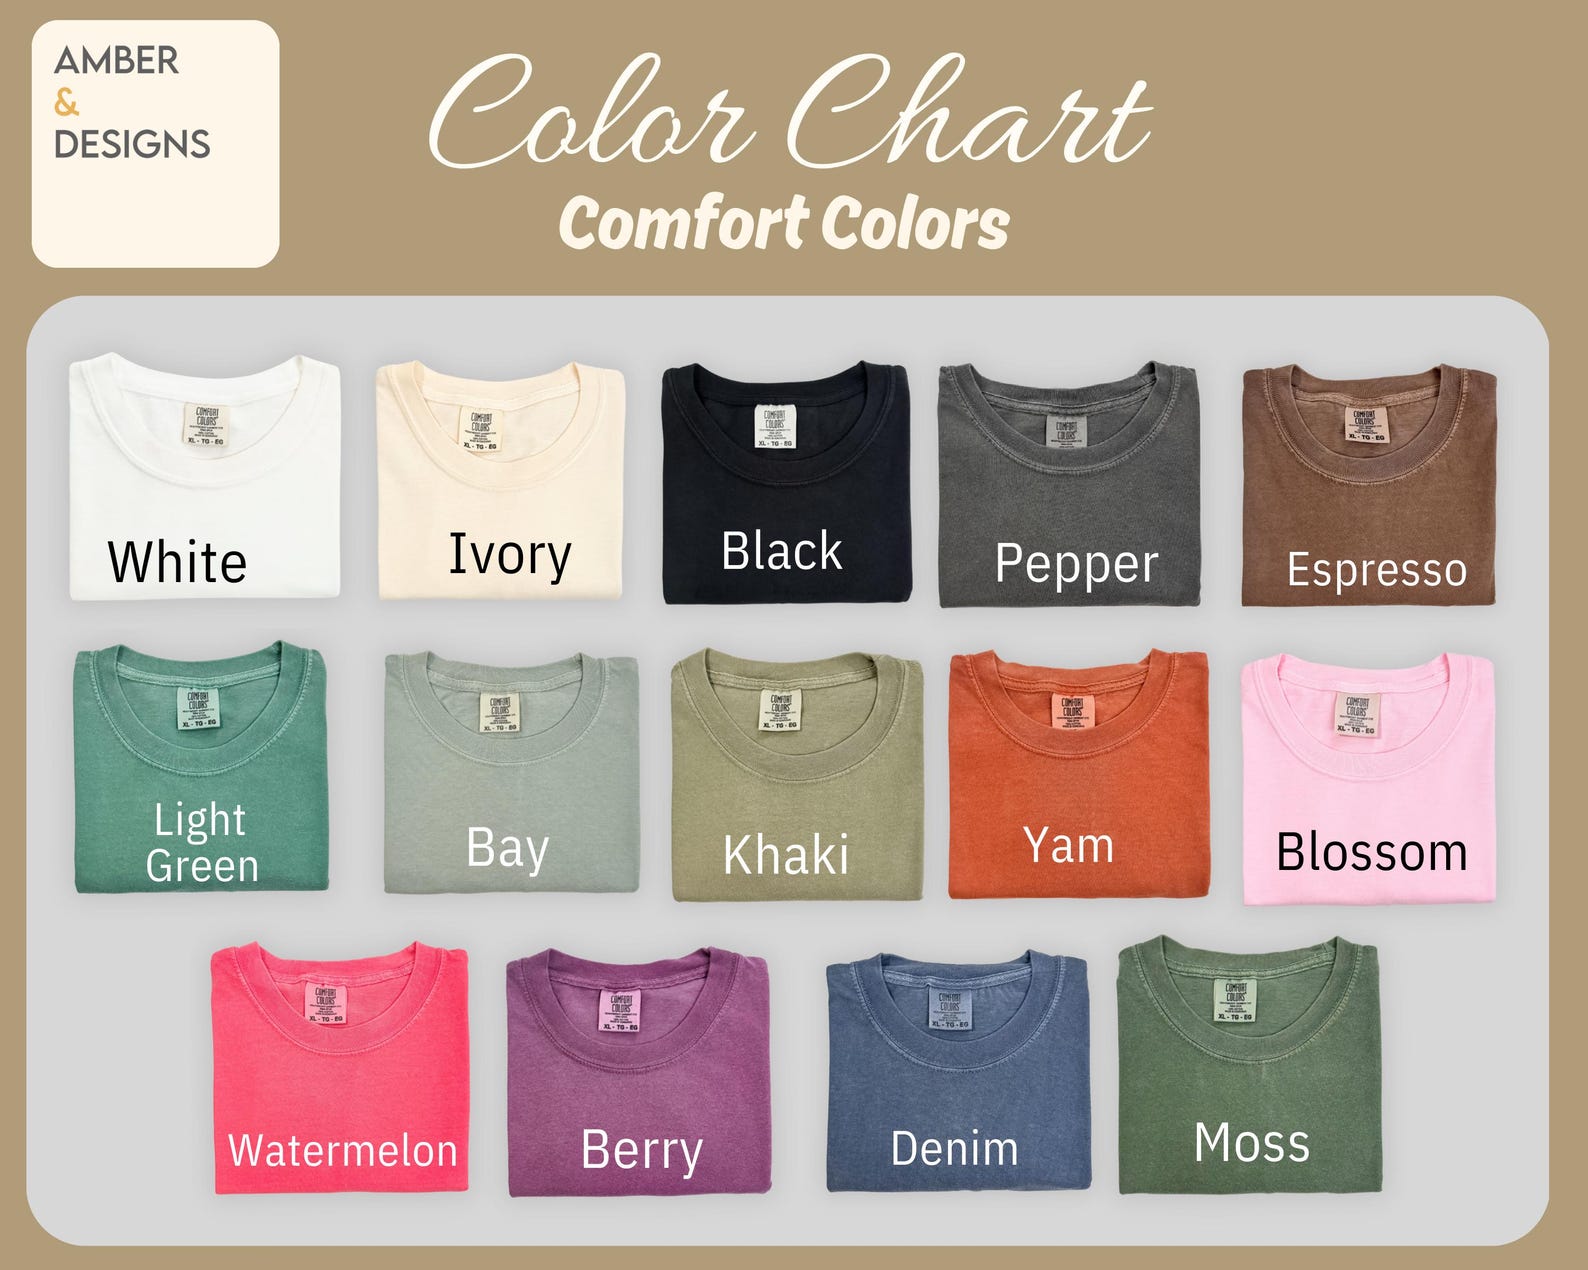 AMBER
&
DESIGNS
Color Chart
Comfort Colors
COMFORT
COLORS
XL - TG - EG
White
COMFORT
COLORS
XL - TG - EG
Ivory
COMFORT
COLORS
XL - TG - EG
Black
COMFORT
COLORS
Pepper
COMFORT
COLORS
XL - TG - EG
Espresso
COMFORT
COLORS
XL - TG - EG
Light
Green
COMFORT
COLORS
XL - TG - EG
Bay
COMFORT
COLORS
XL - TG - EG
Khaki
COMFORT
COLORS
Yam
COMFORT
COLORS
XL - TG - EG
Blossom
COMFORT
COLORS
XL - TG - EG
Watermelon
COMFORT
COLORS
XL - TG - EG
Berry
COMFORT
COLORS
XL - TG - EG
Denim
COMFORT
COLORS
XL - TG - EG
Moss